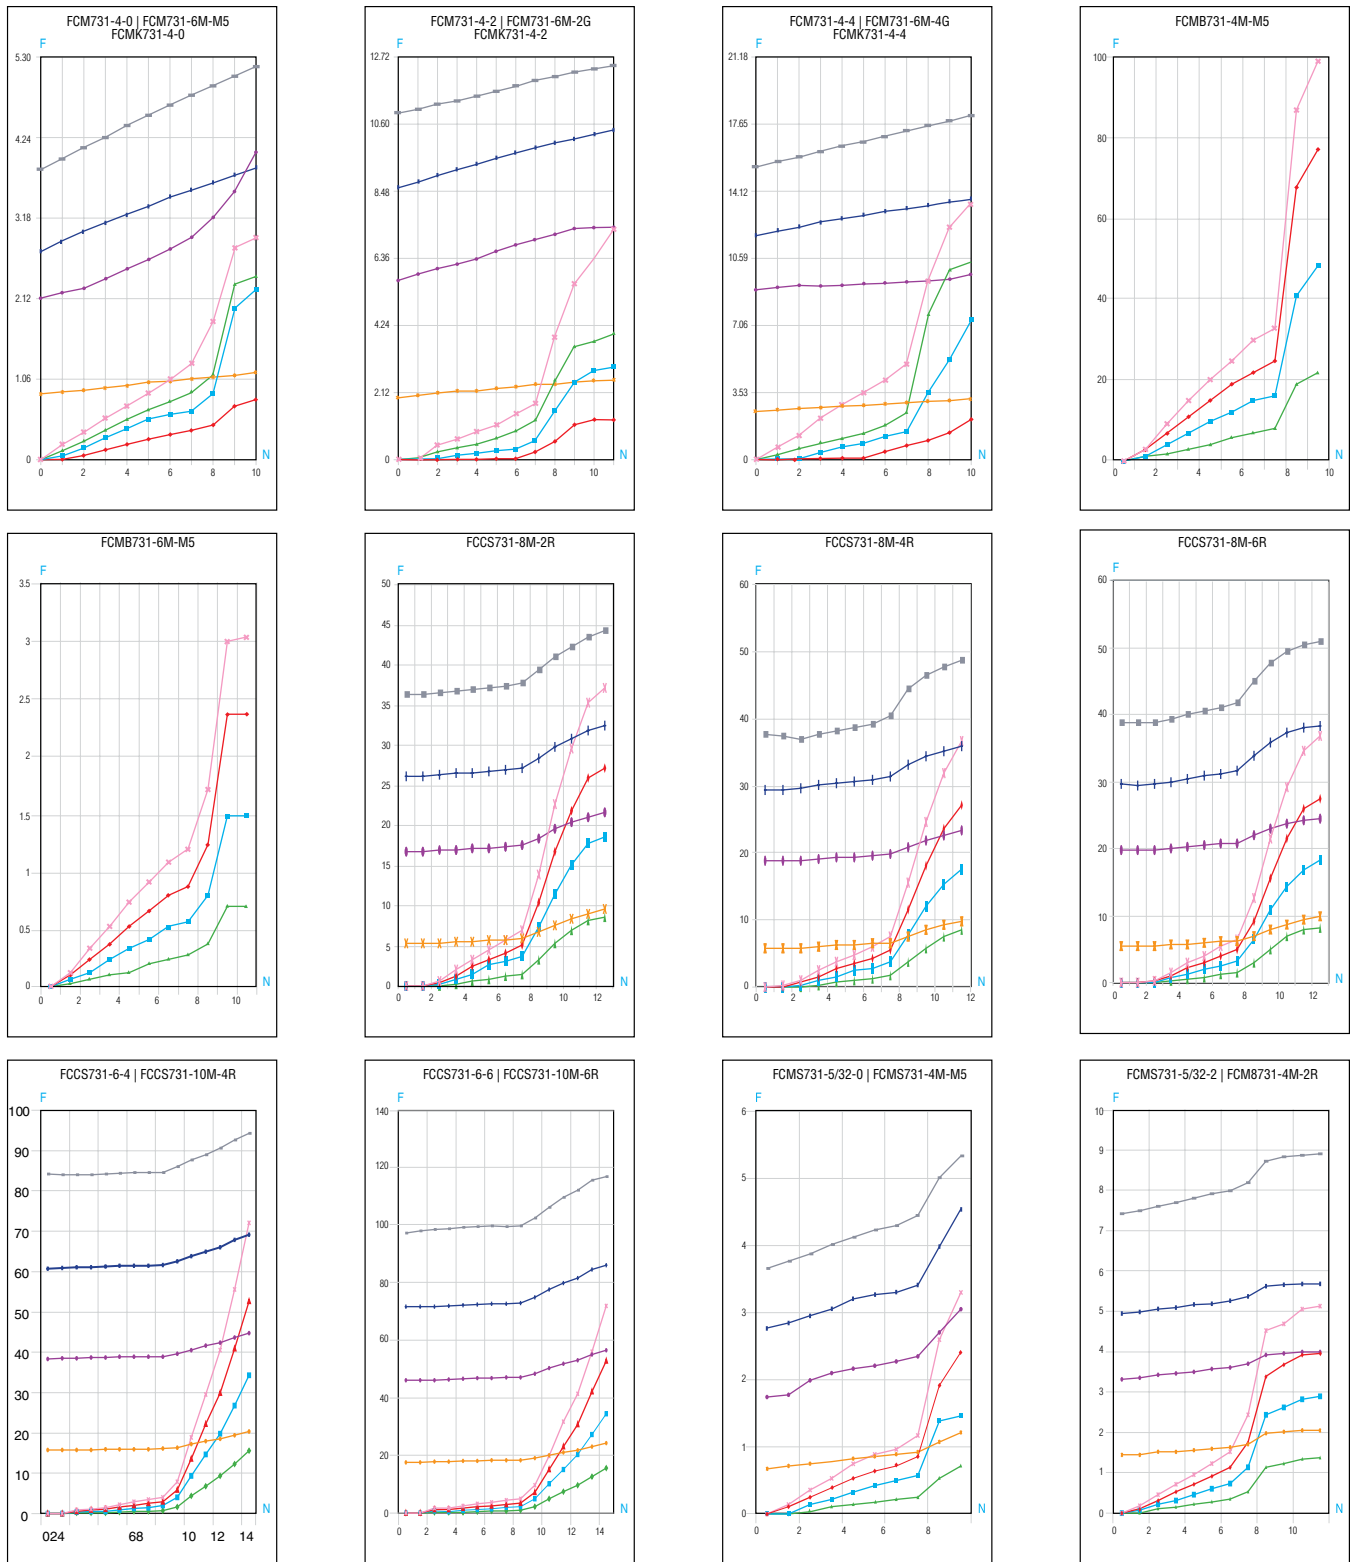 FCM731-4-0 | FCM731-6M-M5
FCMK731-4-0
F
5.30
4.24
3.18
2.12
1.06
0
0 2 4 6 8 10
N
FCM731-4-2 | FCM731-6M-2G
FCMK731-4-2
F
12.72
10.60
8.48
6.36
4.24
2.12
0
0 2 4 6 8 10
N
FCM731-4-4 | FCM731-6M-4G
FCMK731-4-4
F
21.18
17.65
14.12
10.59
7.06
3.53
0
0 2 4 6 8 10
N
FCMB731-4M-M5
F
100
80
60
40
20
0
0 2 4 6 8 10
N
FCMB731-6M-M5
F
3.5
3
2.5
2
1.5
1
0.5
0
0 2 4 6 8 10
N
FCCS731-8M-2R
F
50
45
40
35
30
25
20
15
10
5
0
0 2 4 6 8 10 12
N
FCCS731-8M-4R
F
60
50
40
30
20
10
0
0 2 4 6 8 10 12
N
FCCS731-8M-6R
F
60
50
40
30
20
10
0
0 2 4 6 8 10 12
N
FCCS731-6-4 | FCCS731-10M-4R
F
100
90
80
70
60
50
40
30
20
10
0
024 68 10 12 14
N
FCCS731-6-6 | FCCS731-10M-6R
F
140
120
100
80
60
40
20
0
0 2 4 6 8 10 12 14
N
FCMS731-5/32-0 | FCMS731-4M-M5
F
6
5
4
3
2
1
0
0 2 4 6 8
N
FCMS731-5/32-2 | FCM8731-4M-2R
F
10
9
8
7
6
5
4
3
2
1
0
0 2 4 6 8 10
N